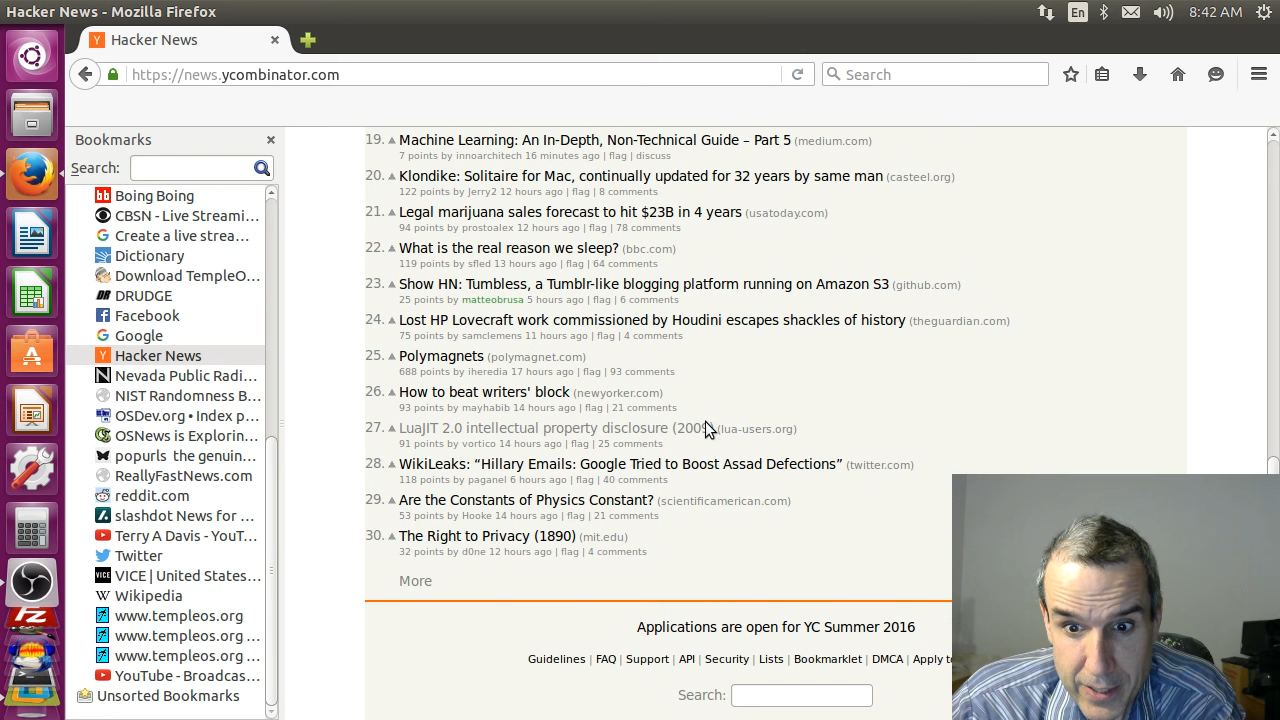 Hacker News - Mozilla Firefox
En
8:42 AM
Hacker News
https://news.ycombinator.com
Search
Bookmarks
Search:
Boing Boing
CBSN - Live Streami...
Create a live strea...
Dictionary
Download TempleO...
DRUDGE
Facebook
Google
Hacker News
Nevada Public Radi...
NIST Randomness B...
OSDev.org • Index p...
OSNews is Explorin...
popurls the genuin...
ReallyFastNews.com
reddit.com
slashdot News for ...
Terry A Davis - YouT...
Twitter
VICE | United States...
Wikipedia
www.templeos.org
www.templeos.org ...
www.templeos.org ...
YouTube - Broadcas...
Unsorted Bookmarks
19. Machine Learning: An In-Depth, Non-Technical Guide – Part 5 (medium.com)
7 points by innoarchitech 16 minutes ago | flag | discuss
20. Klondike: Solitaire for Mac, continually updated for 32 years by same man (casteel.org)
122 points by Jerry2 12 hours ago | flag | 8 comments
21. Legal marijuana sales forecast to hit $23B in 4 years (usatoday.com)
94 points by prostoalex 12 hours ago | flag | 78 comments
22. What is the real reason we sleep? (bbc.com)
119 points by sfled 13 hours ago | flag | 64 comments
23. Show HN: Tumbless, a Tumblr-like blogging platform running on Amazon S3 (github.com)
25 points by matteobrusa 5 hours ago | flag | 6 comments
24. Lost HP Lovecraft work commissioned by Houdini escapes shackles of history (theguardian.com)
75 points by samclemens 11 hours ago | flag | 4 comments
25. Polymagnets (polymagnet.com)
688 points by iheredia 17 hours ago | flag | 93 comments
26. How to beat writers' block (newyorker.com)
93 points by mayhabib 14 hours ago | flag | 21 comments
27. LuaJIT 2.0 intellectual property disclosure (2009) (lua-users.org)
91 points by vortico 14 hours ago | flag | 25 comments
28. WikiLeaks: “Hillary Emails: Google Tried to Boost Assad Defections” (twitter.com)
118 points by paganel 6 hours ago | flag | 40 comments
29. Are the Constants of Physics Constant? (scientificamerican.com)
53 points by Hooke 14 hours ago | flag | 21 comments
30. The Right to Privacy (1890) (mit.edu)
32 points by d0ne 12 hours ago | flag | 4 comments
More
Applications are open for YC Summer 2016
Guidelines | FAQ | Support | API | Security | Lists | Bookmarklet | DMCA | Apply to
Search: